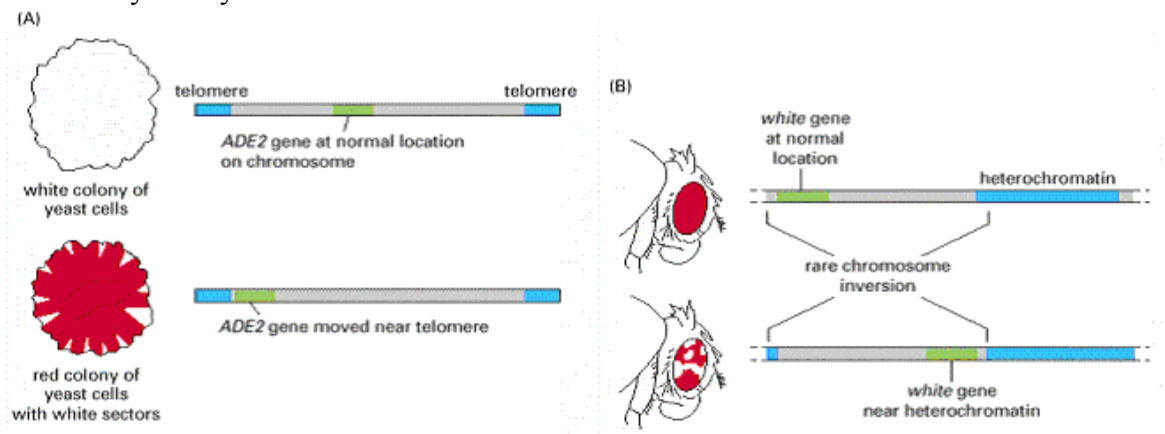 (A)
telomere
telomere
ADE2 gene at normal location
on chromosome
white colony of
yeast cells
ADE2 gene moved near telomere
red colony of
yeast cells
with white sectors
(B)
white gene
at normal
location
heterochromatin
rare chromosome
inversion
white gene
near heterochromatin